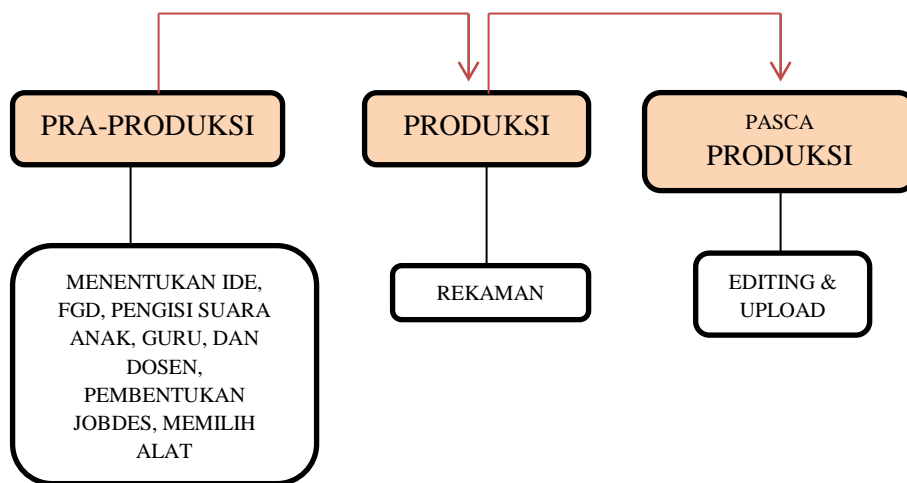 PRA-PRODUKSI
PRODUKSI
PASCA
PRODUKSI
MENENTUKAN IDE,
FGD, PENGISI SUARA
ANAK, GURU, DAN
DOSEN,
PEMBENTUKAN
JOBDES, MEMILIH
ALAT
REKAMAN
EDITING &
UPLOAD